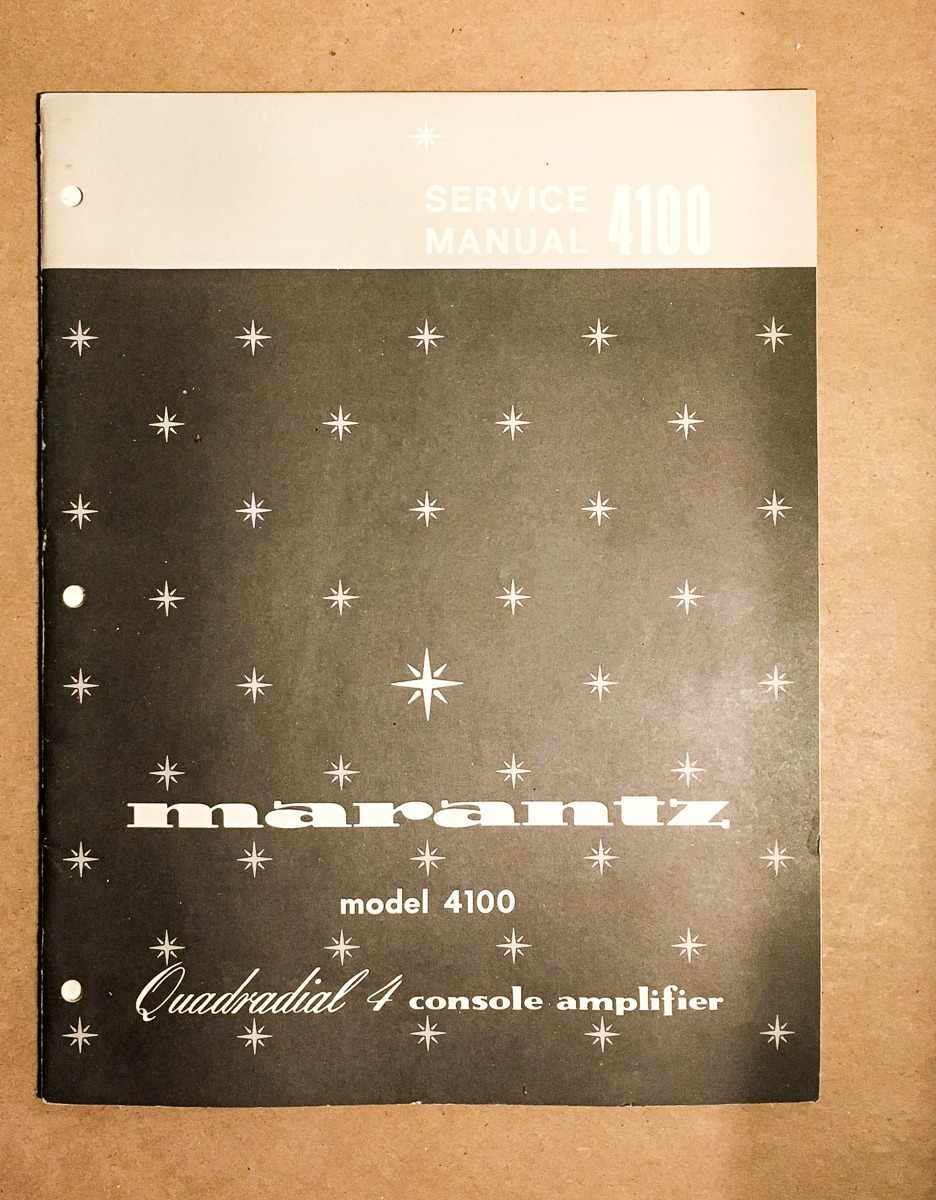 SERVICE
MANUAL 4100
marantz
model 4100
Quadradial 4 console amplifier